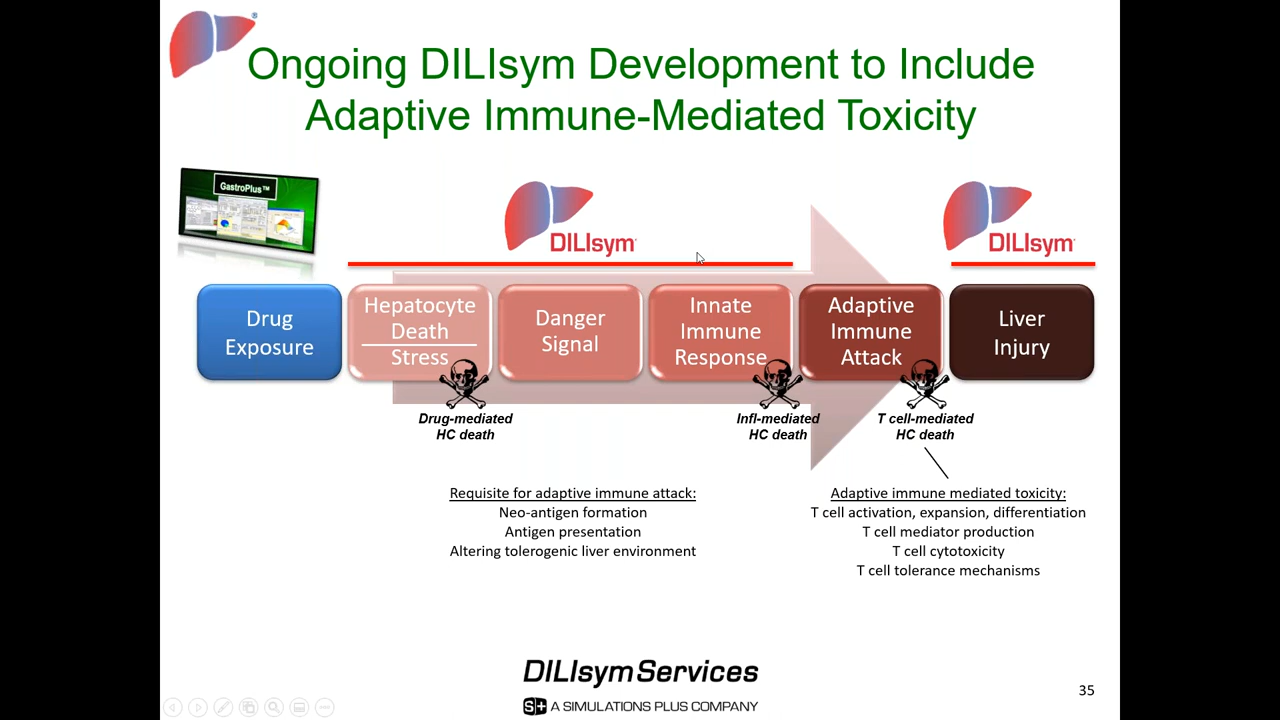 Ongoing DILIsym Development to Include
Adaptive Immune-Mediated Toxicity
GastroPlus™
DILIsym
DILIsym
Drug
Exposure
Hepatocyte
Death
Stress
Danger
Signal
Innate
Immune
Response
Adaptive
Immune
Attack
Liver
Injury
Drug-mediated
HC death
Infl-mediated
HC death
T cell-mediated
HC death
Requisite for adaptive immune attack:
Neo-antigen formation
Antigen presentation
Altering tolerogenic liver environment
Adaptive immune mediated toxicity:
T cell activation, expansion, differentiation
T cell mediator production
T cell cytotoxicity
T cell tolerance mechanisms
DILIsym Services
S+ A SIMULATIONS PLUS COMPANY
35